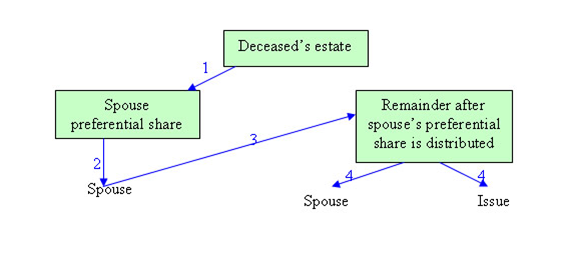 Deceased's estate
1
Spouse
preferential share
Remainder after
spouse's preferential
share is distributed
3
2
4
4
Spouse
Spouse
Issue